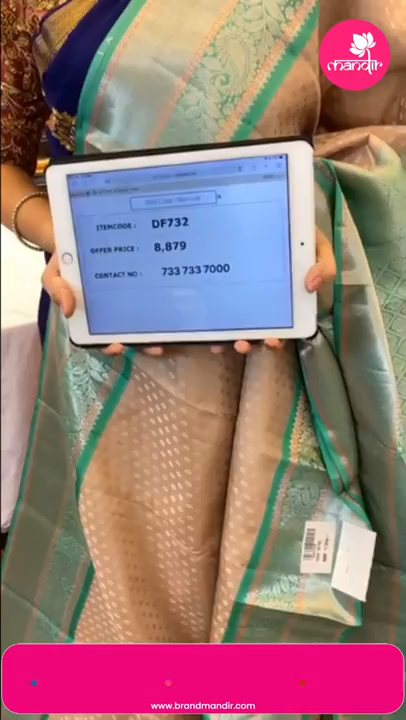 mandir
ITEMCODE : DF732
OFFER PRICE : 8,879
CONTACT NO : 733 733 7000
www.brandmandir.com